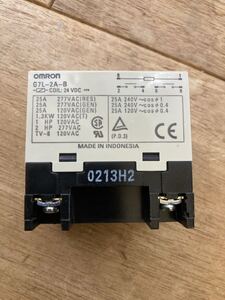 OMRON
G7L-2A-B
COIL: 24 VDC
25A 277VAC(RES)
25A 277VAC(GEN)
25A 120VAC(GEN)
1.3KW 120VAC(T)
1 HP 120VAC
2 HP 277VAC
TV-8 120VAC
25A 240V~cosφ1
25A 240V~cosφ0.4
25A 120V~cosφ0.4
CE
MADE IN INDONESIA
0213H2